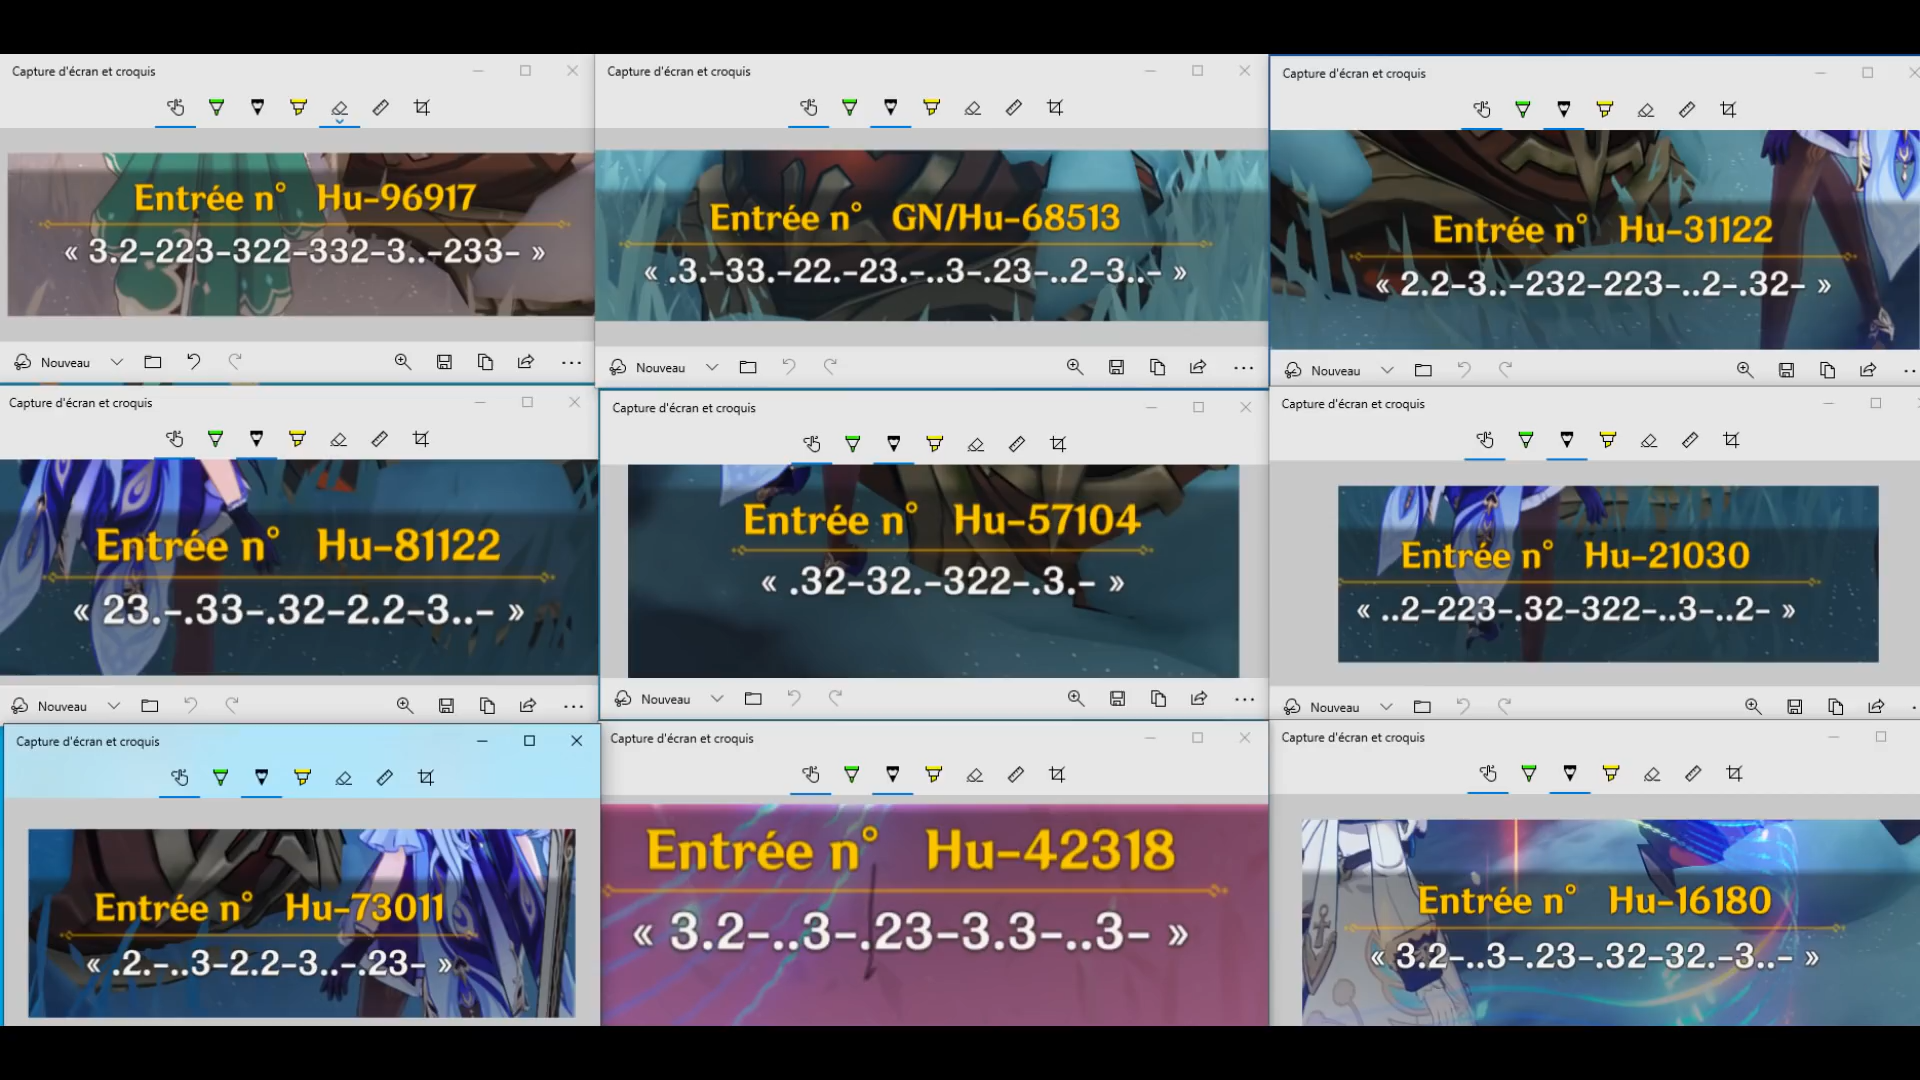 Capture d'écran et croquis
Entrée n° Hu-96917
« 3.2-223-322-332-3..-233- »
Nouveau
Capture d'écran et croquis
Entrée n° GN/Hu-68513
« .3.-33.-22.-23.-..3-.23-..2-3..- »
Nouveau
Capture d'écran et croquis
Entrée n° Hu-31122
« 2.2-3..-232-223-..2-.32- »
Nouveau
Capture d'écran et croquis
Entrée n° Hu-81122
« 23.-.33-.32-2.2-3..- »
Nouveau
Capture d'écran et croquis
Entrée n° Hu-57104
« .32-32.-322-.3.- »
Nouveau
Capture d'écran et croquis
Entrée n° Hu-21030
« ..2-223-.32-322-..3-..2- »
Nouveau
Capture d'écran et croquis
Entrée n° Hu-73011
« .2.-..3-2.2-3..-.23- »
Capture d'écran et croquis
Entrée n° Hu-42318
« 3.2-..3-.23-3.3-..3- »
Capture d'écran et croquis
Entrée n° Hu-16180
« 3.2-..3-.23-.32-32.-3..- »